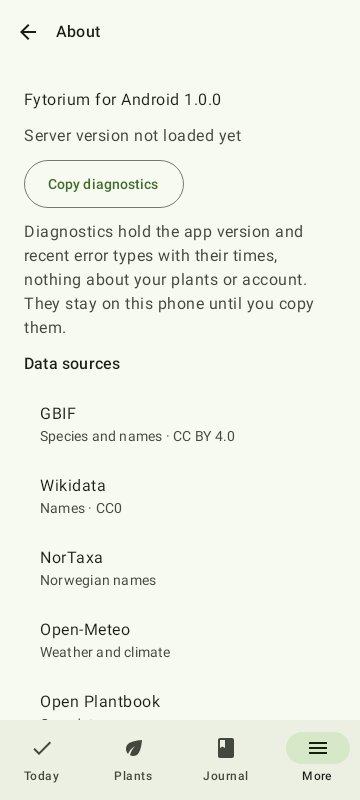 About
Fytorium for Android 1.0.0
Server version not loaded yet
Copy diagnostics
Diagnostics hold the app version and
recent error types with their times,
nothing about your plants or account.
They stay on this phone until you copy
them.
Data sources
GBIF
Species and names · CC BY 4.0
Wikidata
Names · CC0
NorTaxa
Norwegian names
Open-Meteo
Weather and climate
Open Plantbook
Today
Plants
Journal
More